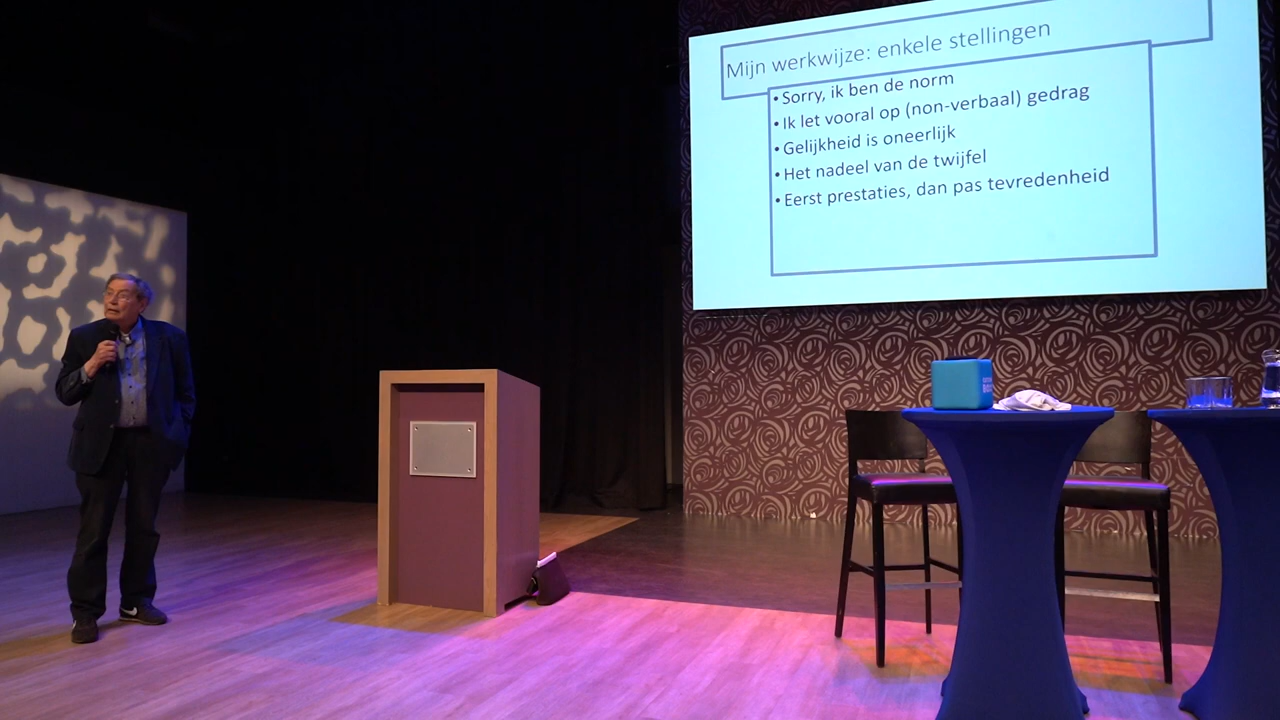 Mijn werkwijze: enkele stellingen
• Sorry, ik ben de norm
• Ik let vooral op (non-verbaal) gedrag
• Gelijkheid is oneerlijk
• Het nadeel van de twijfel
• Eerst prestaties, dan pas tevredenheid